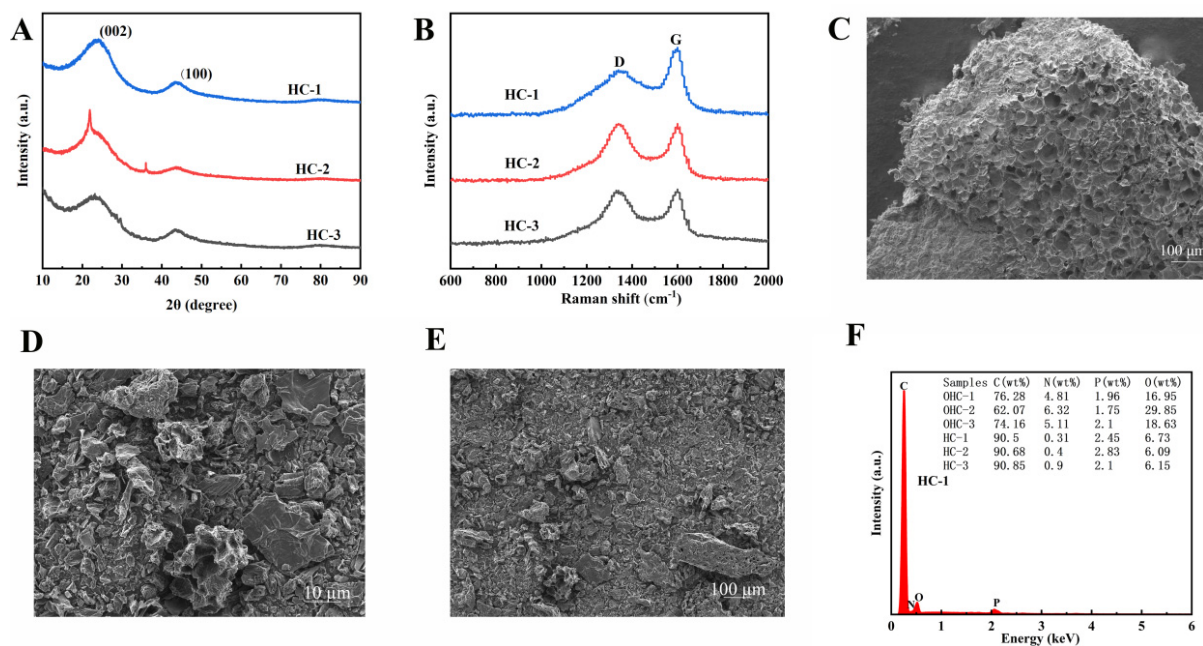 A
(002)
(100)
HC-1
HC-2
HC-3
Intensity (a.u.)
10 20 30 40 50 60 70 80 90
2θ (degree)
B
D
G
HC-1
HC-2
HC-3
Intensity (a.u.)
600 800 1000 1200 1400 1600 1800 2000
Raman shift (cm⁻¹)
C
100 μm
D
10 μm
E
100 μm
F
C
Samples C(wt%) N(wt%) P(wt%) O(wt%)
OHC-1 76.28 4.81 1.96 16.95
OHC-2 62.07 6.32 1.75 29.85
OHC-3 74.16 5.11 2.1 18.63
HC-1 90.5 0.31 2.45 6.73
HC-2 90.68 0.4 2.83 6.09
HC-3 90.85 0.9 2.1 6.15
HC-1
Intensity (a.u.)
N O P
0 1 2 3 4 5 6
Energy (keV)